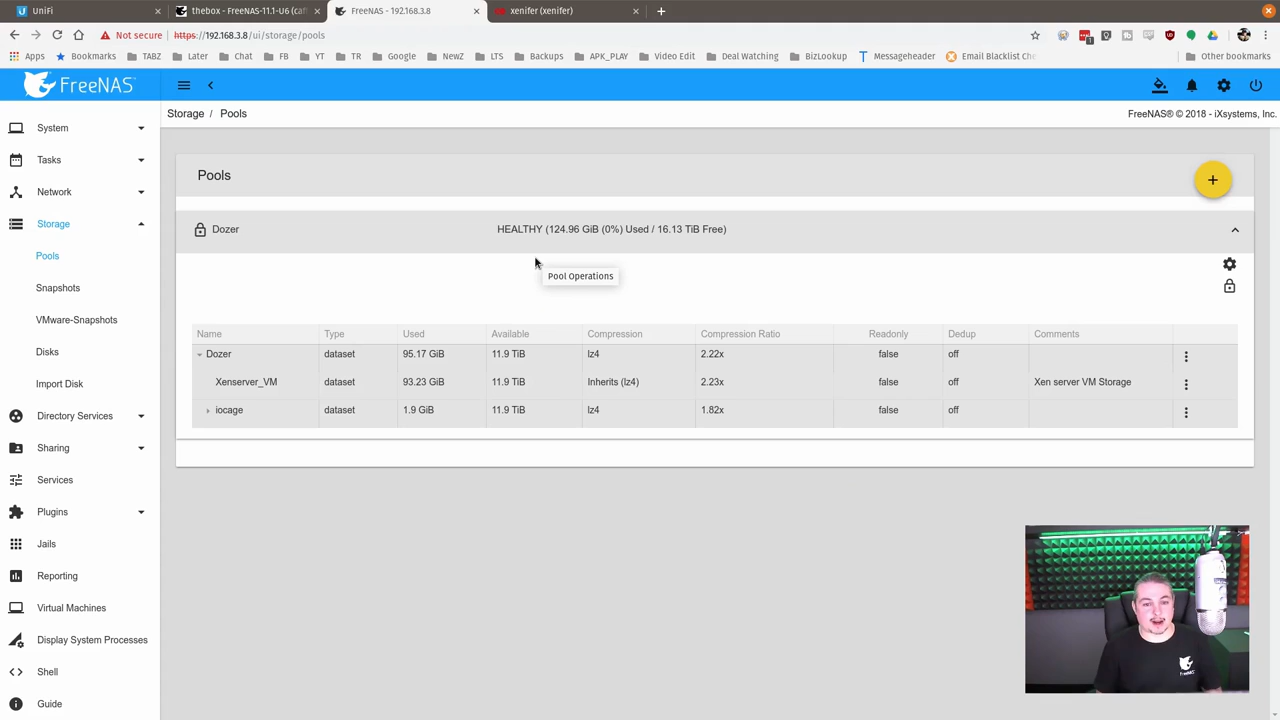 UniFi
thebox - FreeNAS-11.1-U6 (caf
FreeNAS - 192.168.3.8
xenifer (xenifer)
Not secure
https://192.168.3.8/ui/storage/pools
Apps
Bookmarks
TABZ
Later
Chat
FB
YT
TR
Google
NewZ
LTS
Backups
APK_PLAY
Video Edit
Deal Watching
BizLookup
Messageheader
Email Blacklist Che
Other bookmarks
FreeNAS
Storage / Pools
FreeNAS® © 2018 - iXsystems, Inc.
System
Tasks
Network
Storage
Pools
Snapshots
VMware-Snapshots
Disks
Import Disk
Directory Services
Sharing
Services
Plugins
Jails
Reporting
Virtual Machines
Display System Processes
Shell
Guide
Pools
Dozer HEALTHY (124.96 GiB (0%) Used / 16.13 TiB Free)
Pool Operations
Name Type Used Available Compression Compression Ratio Readonly Dedup Comments
Dozer dataset 95.17 GiB 11.9 TiB lz4 2.22x false off
Xenserver_VM dataset 93.23 GiB 11.9 TiB Inherits (lz4) 2.23x false off Xen server VM Storage
iocage dataset 1.9 GiB 11.9 TiB lz4 1.82x false off